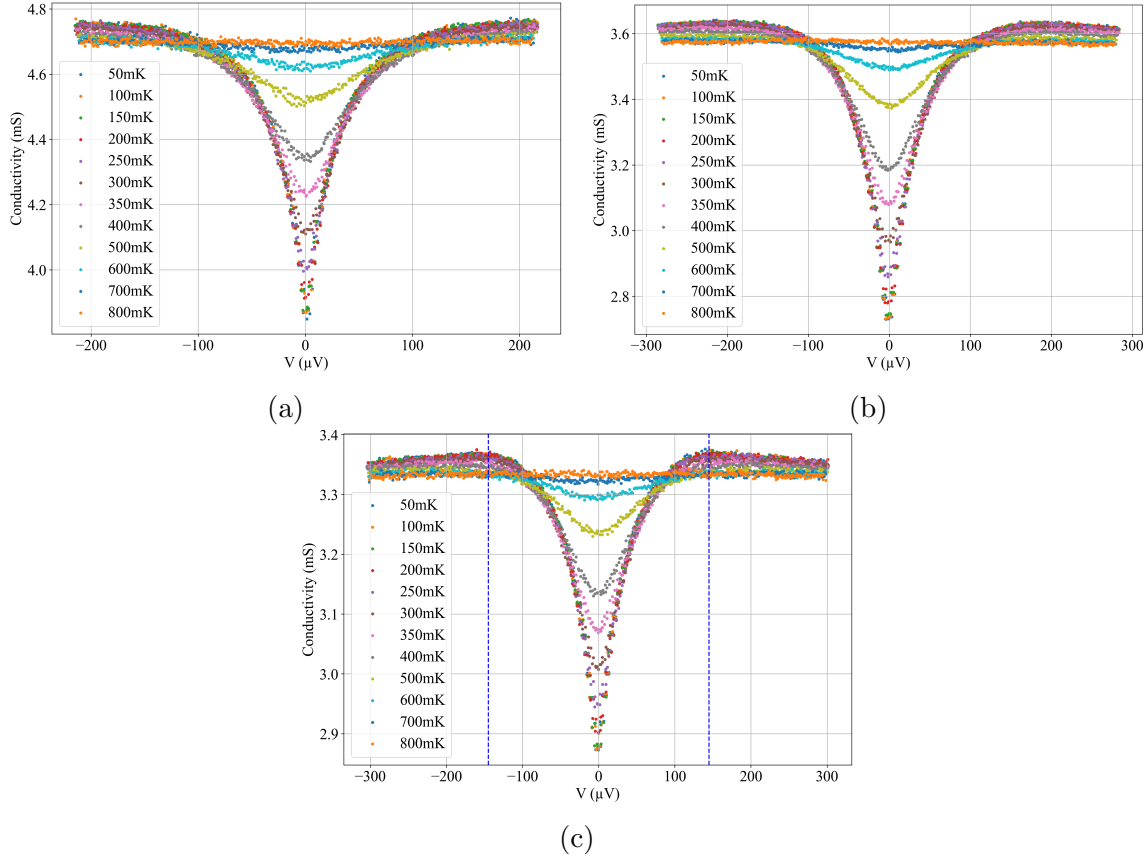 4.8
4.6
4.4
4.2
4.0
Conductivity (mS)
50mK
100mK
150mK
200mK
250mK
300mK
350mK
400mK
500mK
600mK
700mK
800mK
−200
−100
0
100
200
V (µV)
(a)
3.6
3.4
3.2
3.0
2.8
Conductivity (mS)
50mK
100mK
150mK
200mK
250mK
300mK
350mK
400mK
500mK
600mK
700mK
800mK
−300
−200
−100
0
100
200
300
V (µV)
(b)
3.4
3.3
3.2
3.1
3.0
2.9
Conductivity (mS)
50mK
100mK
150mK
200mK
250mK
300mK
350mK
400mK
500mK
600mK
700mK
800mK
−300
−200
−100
0
100
200
300
V (µV)
(c)